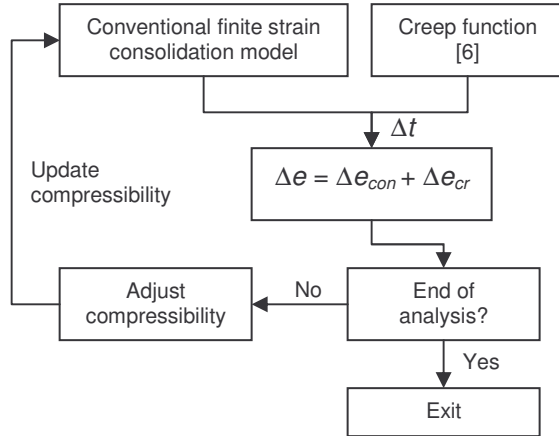 Conventional finite strain
consolidation model
Creep function
[6]
Δt
Δe = Δe_con + Δe_cr
Update
compressibility
Adjust
compressibility
No
End of
analysis?
Yes
Exit